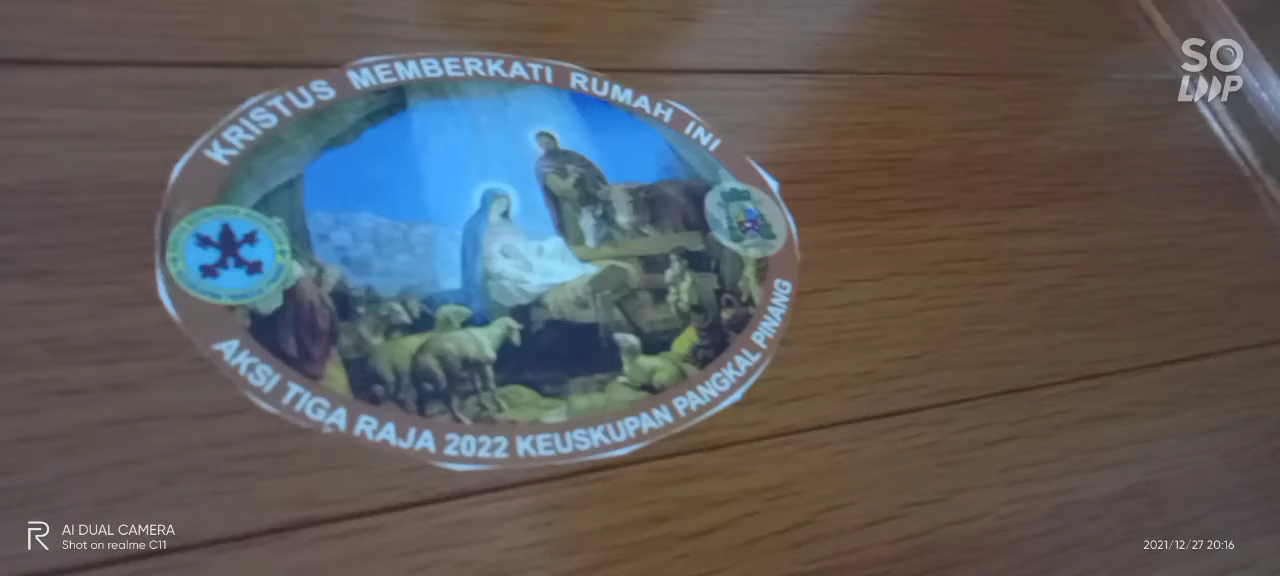 KRISTUS MEMBERKATI RUMAH INI
AKSI TIGA RAJA 2022 KEUSKUPAN PANGKAL PINANG
SO
LOOP
AI DUAL CAMERA
Shot on realme C11
2021/12/27 20:16